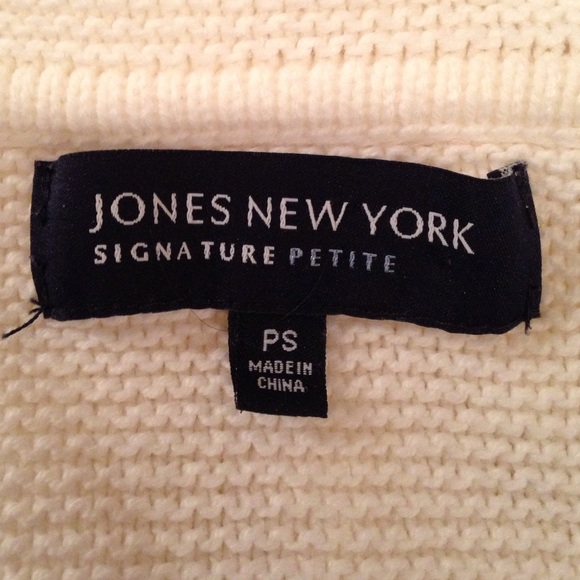 JONES NEW YORK
SIGNATURE PETITE
PS
MADE IN
CHINA